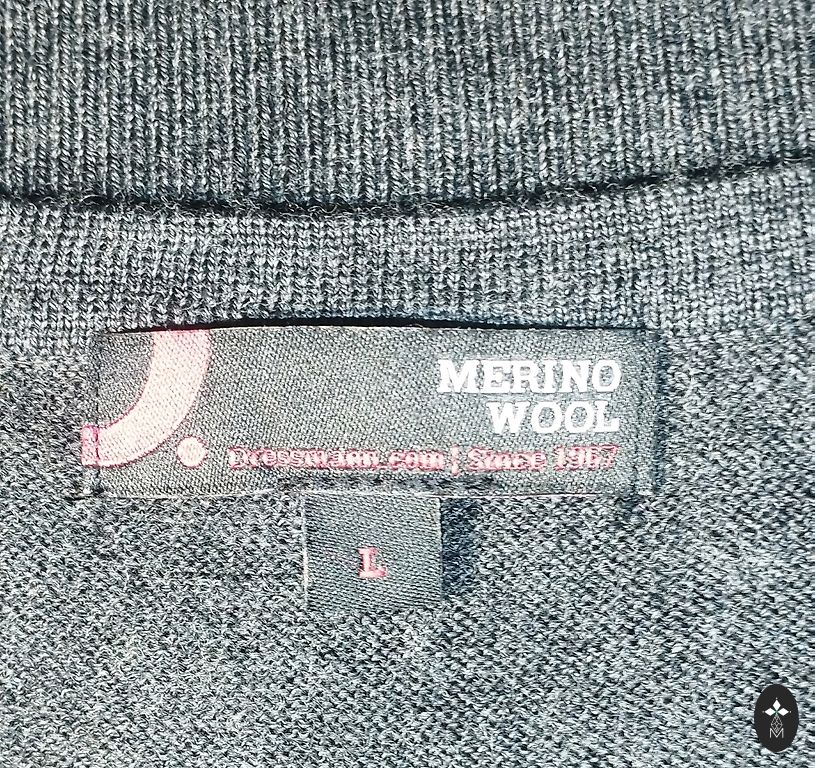 MERINO
WOOL
Dressmann.com | Since 1967
L
M